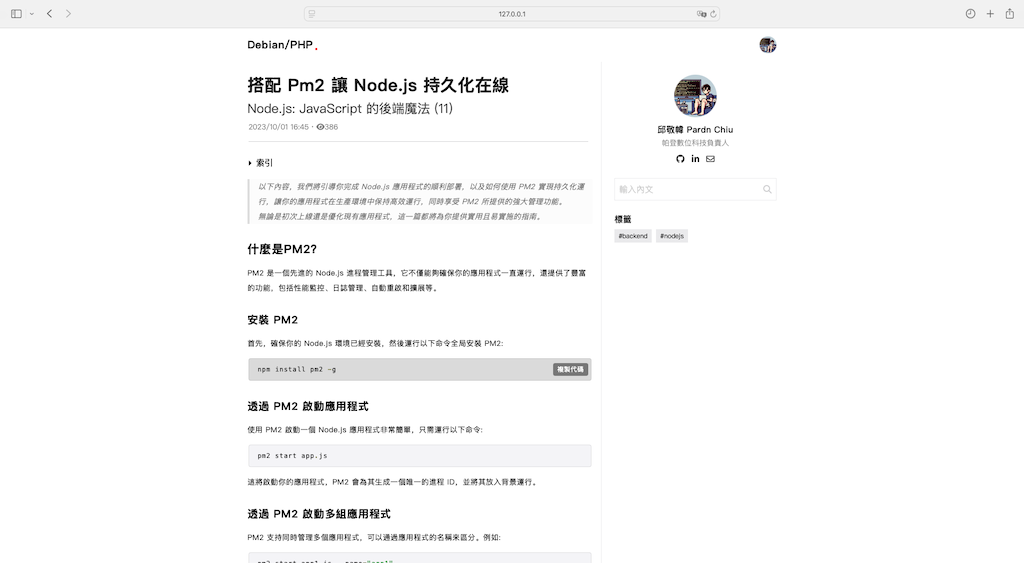 127.0.0.1
Debian/PHP.
搭配 Pm2 讓 Node.js 持久化在線
Node.js: JavaScript 的後端魔法 (11)
2023/10/01 16:45・386
索引
以下內容，我們將引導你完成 Node.js 應用程式的順利部署，以及如何使用 PM2 實現持久化運
行，讓你的應用程式在生產環境中保持高效運行，同時享受 PM2 所提供的強大管理功能。
無論是初次上線還是優化現有應用程式，這一篇都將為你提供實用且易實施的指南。
什麼是PM2?
PM2 是一個先進的 Node.js 進程管理工具，它不僅能夠確保你的應用程式一直運行，還提供了豐富
的功能，包括性能監控、日誌管理、自動重啟和擴展等。
安裝 PM2
首先，確保你的 Node.js 環境已經安裝，然後運行以下命令全局安裝 PM2:
npm install pm2 -g
複製代碼
透過 PM2 啟動應用程式
使用 PM2 啟動一個 Node.js 應用程式非常簡單，只需運行以下命令:
pm2 start app.js
這將啟動你的應用程式，PM2 會為其生成一個唯一的進程 ID，並將其放入背景運行。
透過 PM2 啟動多組應用程式
PM2 支持同時管理多個應用程式，可以通過應用程式的名稱來區分。例如:
pm2 start app1.js --name="app1"
邱敬幃 Pardn Chiu
帕登數位科技負責人
輸入內文
標籤
#backend #nodejs